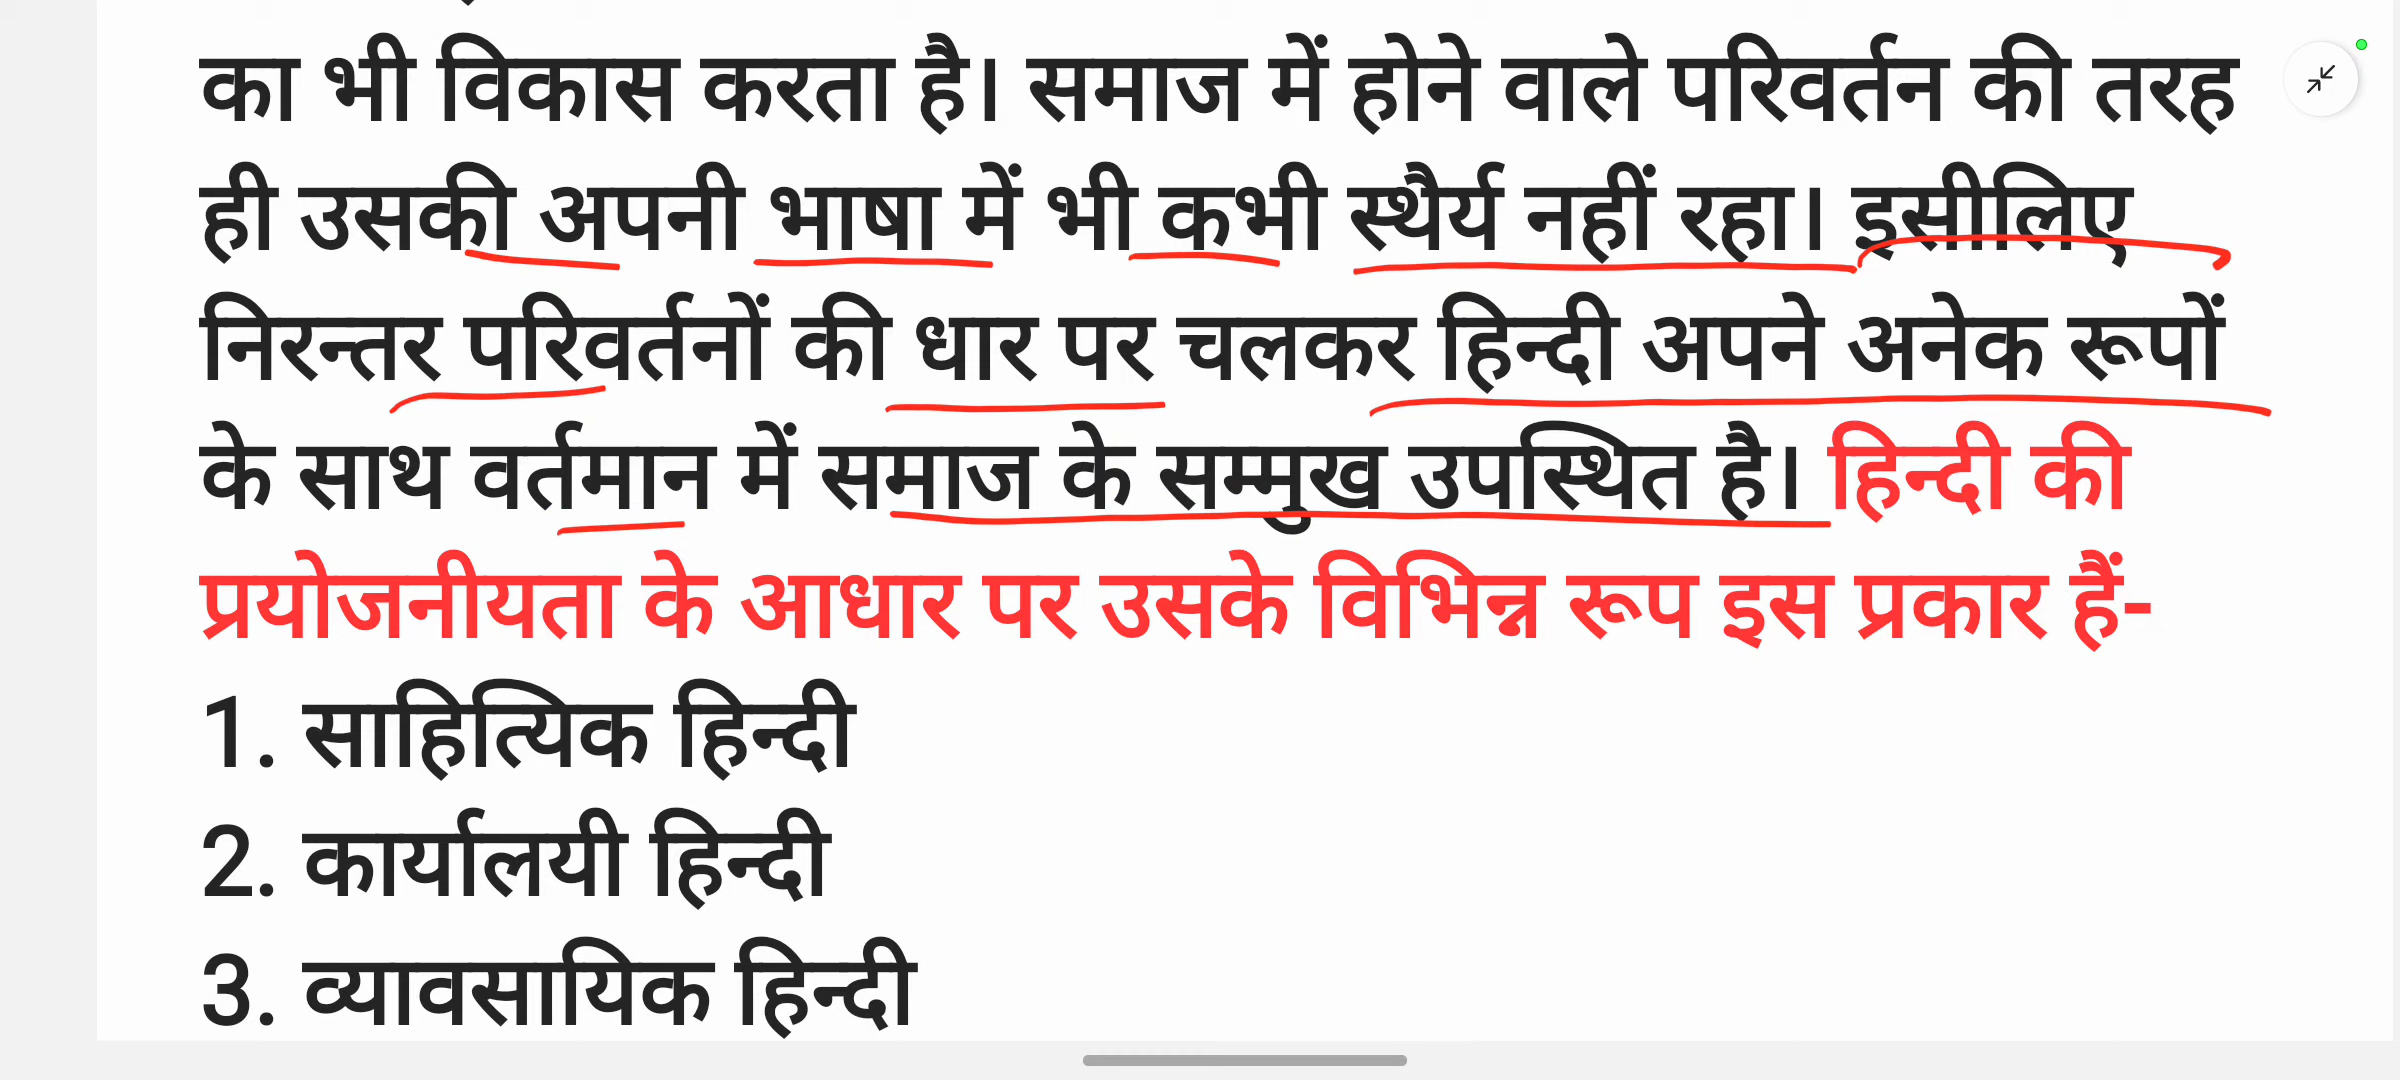 का भी विकास करता है। समाज में होने वाले परिवर्तन की तरह
ही उसकी अपनी भाषा में भी कभी स्थैर्य नहीं रहा। इसीलिए
निरन्तर परिवर्तनों की धार पर चलकर हिन्दी अपने अनेक रूपों
के साथ वर्तमान में समाज के सम्मुख उपस्थित है। हिन्दी की
प्रयोजनीयता के आधार पर उसके विभिन्न रूप इस प्रकार हैं-
1. साहित्यिक हिन्दी
2. कार्यालयी हिन्दी
3. व्यावसायिक हिन्दी